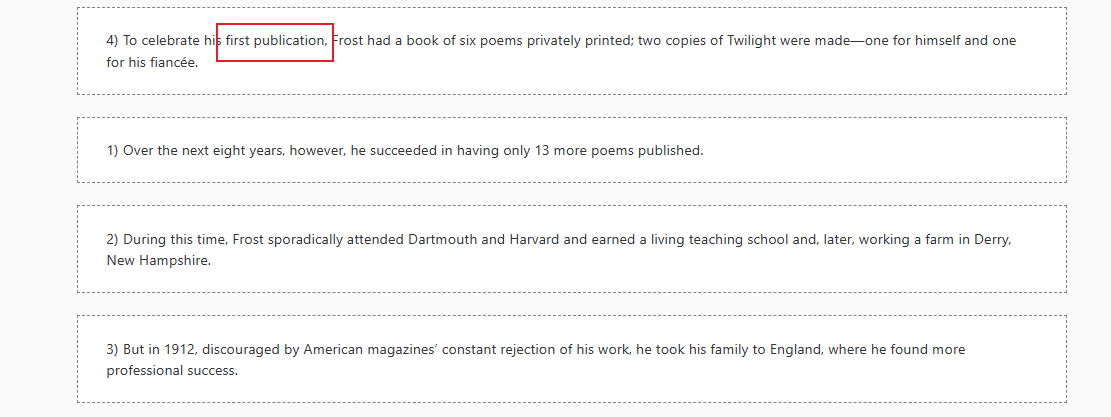 4) To celebrate his first publication, Frost had a book of six poems privately printed; two copies of Twilight were made—one for himself and one
for his fiancée.
1) Over the next eight years, however, he succeeded in having only 13 more poems published.
2) During this time, Frost sporadically attended Dartmouth and Harvard and earned a living teaching school and, later, working a farm in Derry,
New Hampshire.
3) But in 1912, discouraged by American magazines’ constant rejection of his work, he took his family to England, where he found more
professional success.